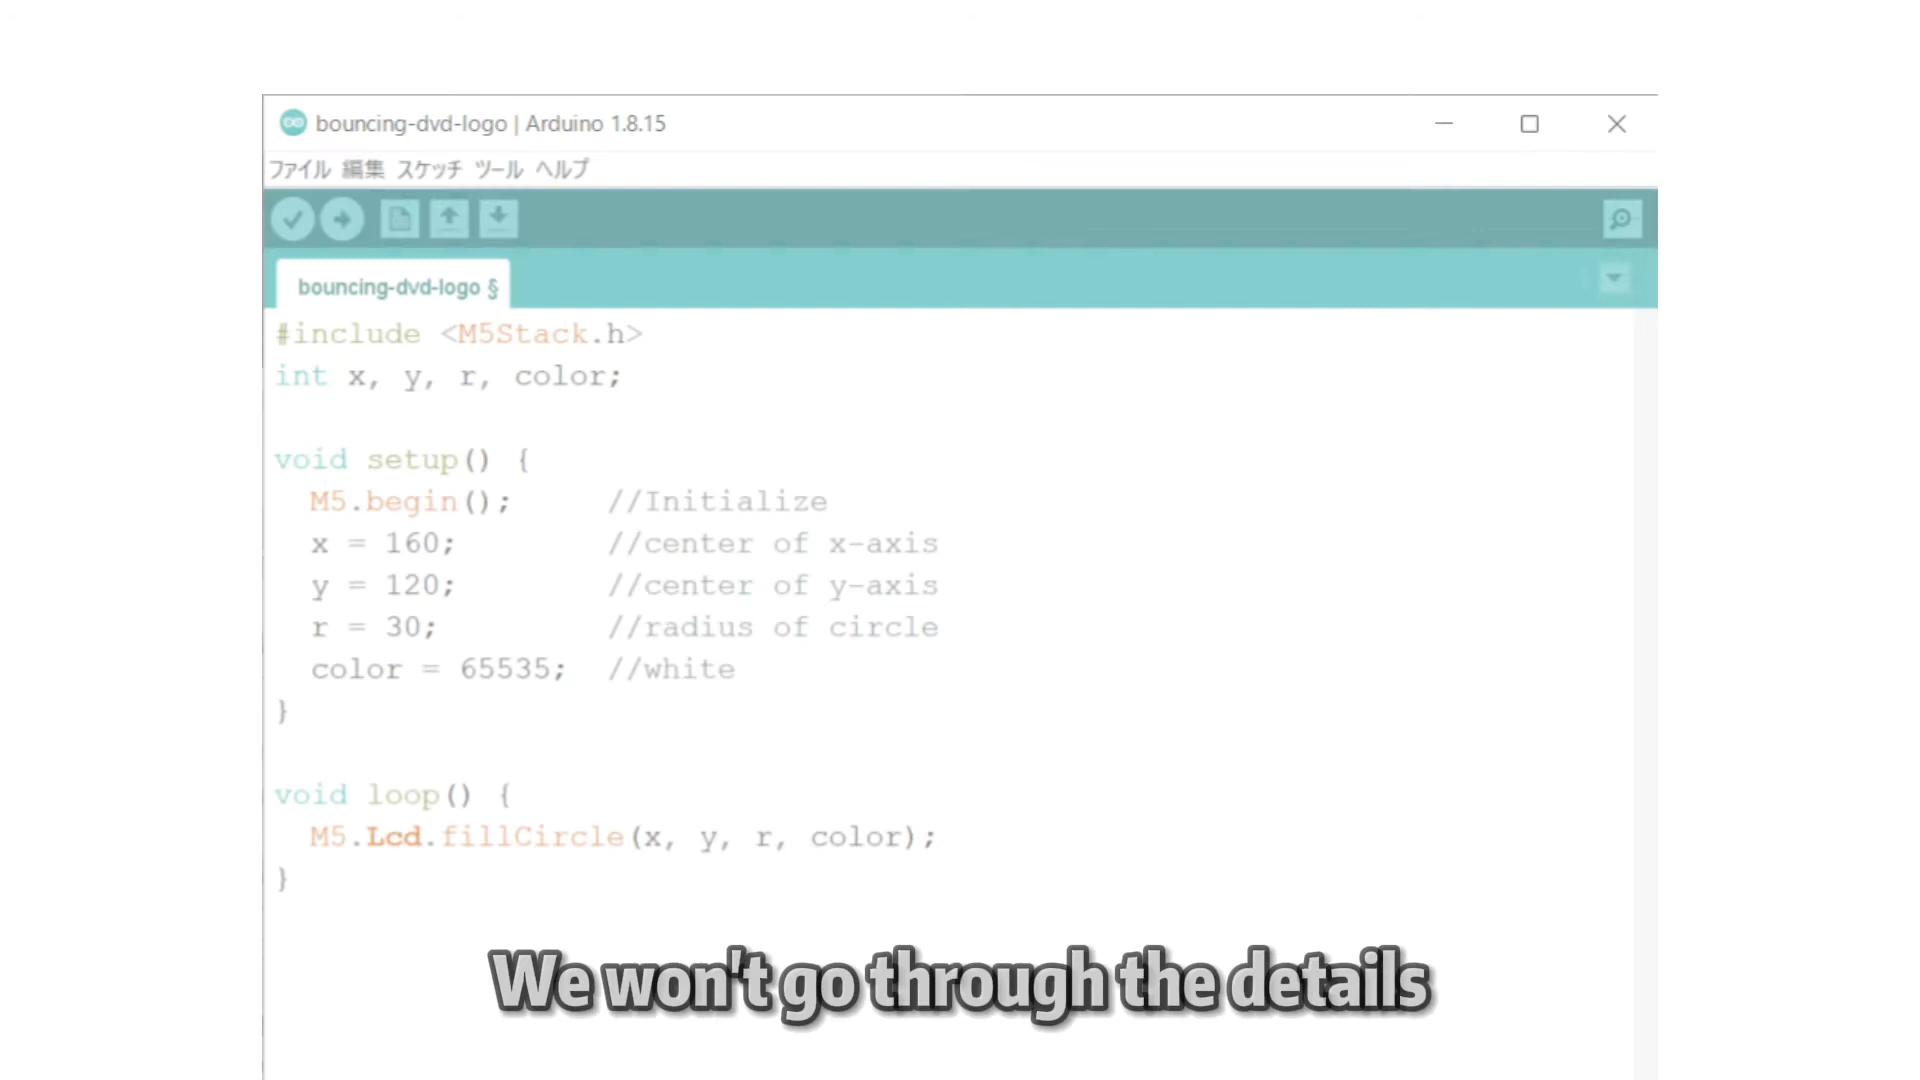 bouncing-dvd-logo | Arduino 1.8.15
ファイル 編集 スケッチ ツール ヘルプ
bouncing-dvd-logo §
#include <M5Stack.h>
int x, y, r, color;
void setup() {
M5.begin(); //Initialize
x = 160; //center of x-axis
y = 120; //center of y-axis
r = 30; //radius of circle
color = 65535; //white
}
void loop() {
M5.Lcd.fillCircle(x, y, r, color);
}
We won't go through the details